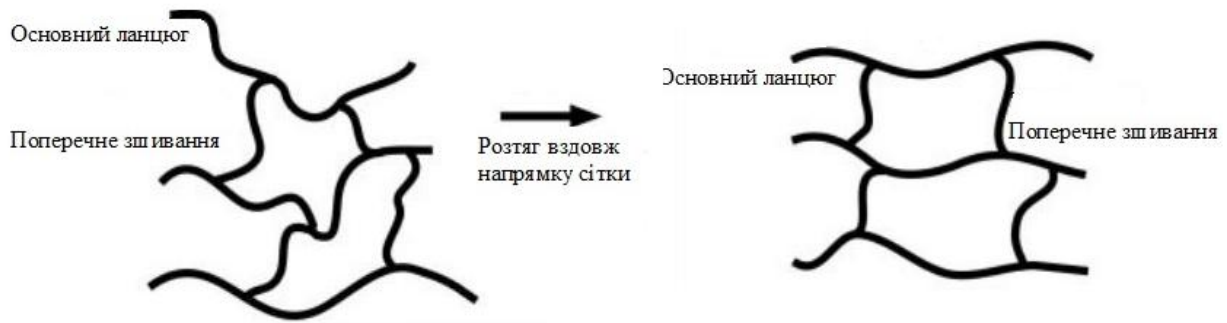 Основний ланцюг
Поперечне зшивання
Розтяг вздовж
напрямку сітки
Основний ланцюг
Поперечне зшивання